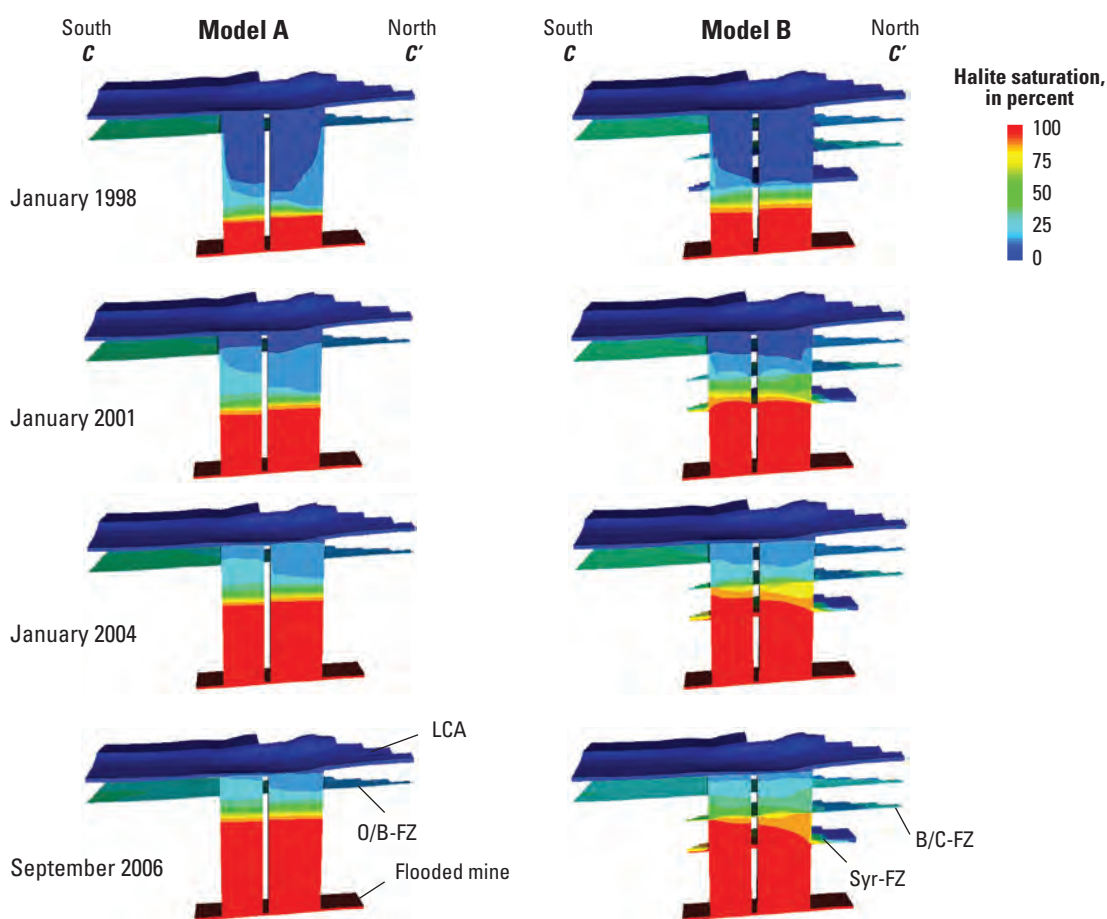 South
Model A
North
C
C'
South
Model B
North
C
C'
Halite saturation,
in percent
100
75
50
25
0
January 1998
January 2001
January 2004
LCA
O/B-FZ
Flooded mine
September 2006
B/C-FZ
Syr-FZ